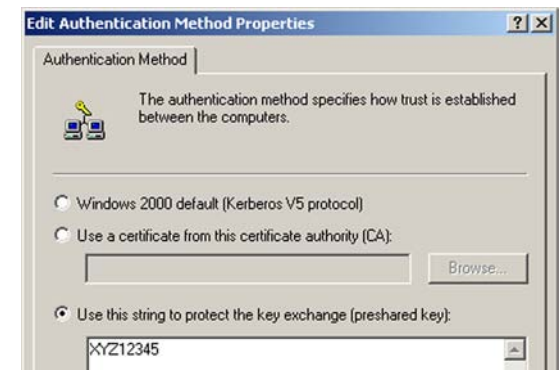 Edit Authentication Method Properties
Authentication Method
The authentication method specifies how trust is established
between the computers.
Windows 2000 default (Kerberos V5 protocol)
Use a certificate from this certificate authority (CA):
Browse...
Use this string to protect the key exchange (preshared key):
XYZ12345